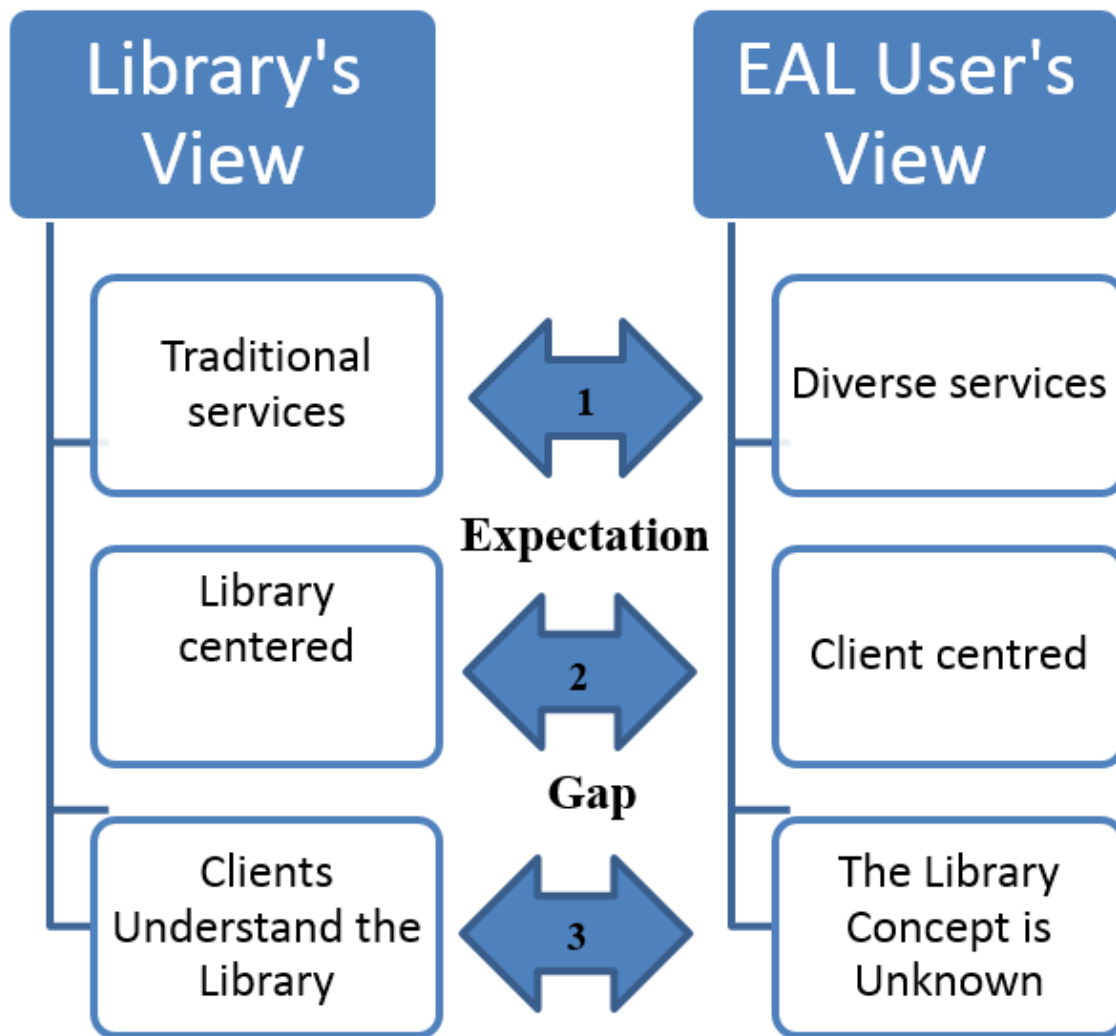 Library's
View
EAL User's
View
Traditional
services
1
Diverse services
Expectation
Library
centered
2
Client centred
Gap
Clients
Understand the
Library
3
The Library
Concept is
Unknown